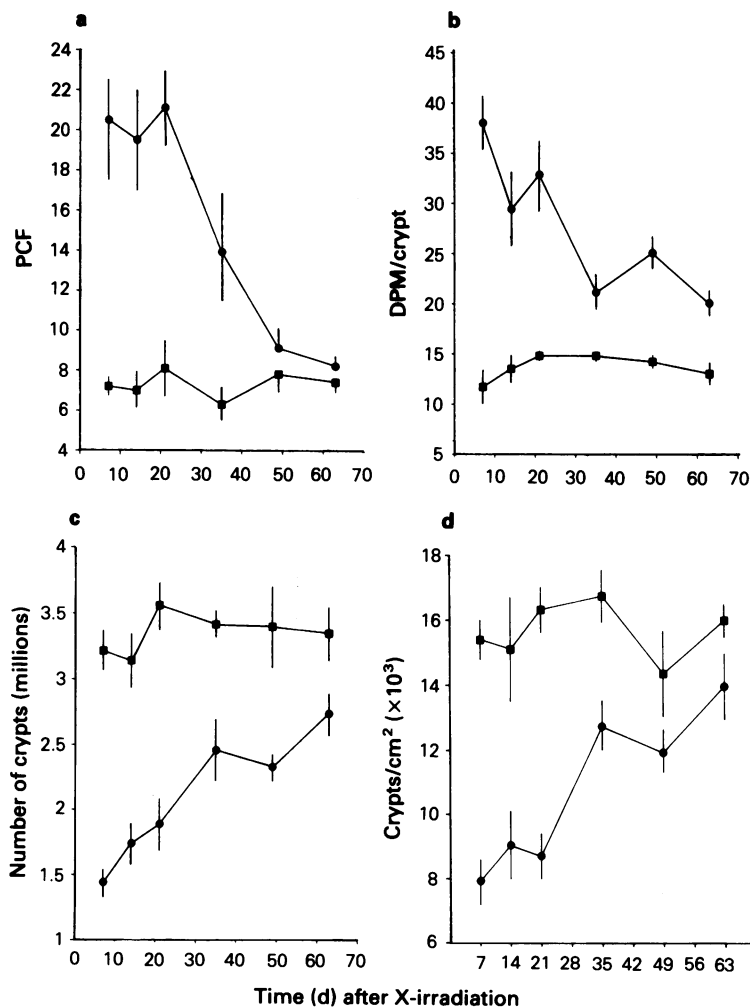 a
24
22
20
18
16
14
12
10
8
6
4
PCF
0 10 20 30 40 50 60 70
b
45
40
35
30
25
20
15
10
5
DPM/crypt
0 10 20 30 40 50 60 70
c
4
3.5
3
2.5
2
1.5
1
Number of crypts (millions)
0 10 20 30 40 50 60 70
d
18
16
14
12
10
8
6
Crypts/cm² (×10³)
7 14 21 28 35 42 49 56 63
Time (d) after X-irradiation